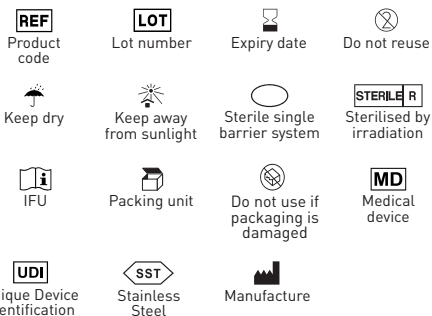 REF LOT
Product code Lot number Expiry date Do not reuse
STERILE R
Keep dry Keep away from sunlight Sterile single barrier system Sterilised by irradiation
i MD
IFU Packing unit Do not use if packaging is damaged Medical device
UDI SST
ique Device entification Stainless Steel Manufacture